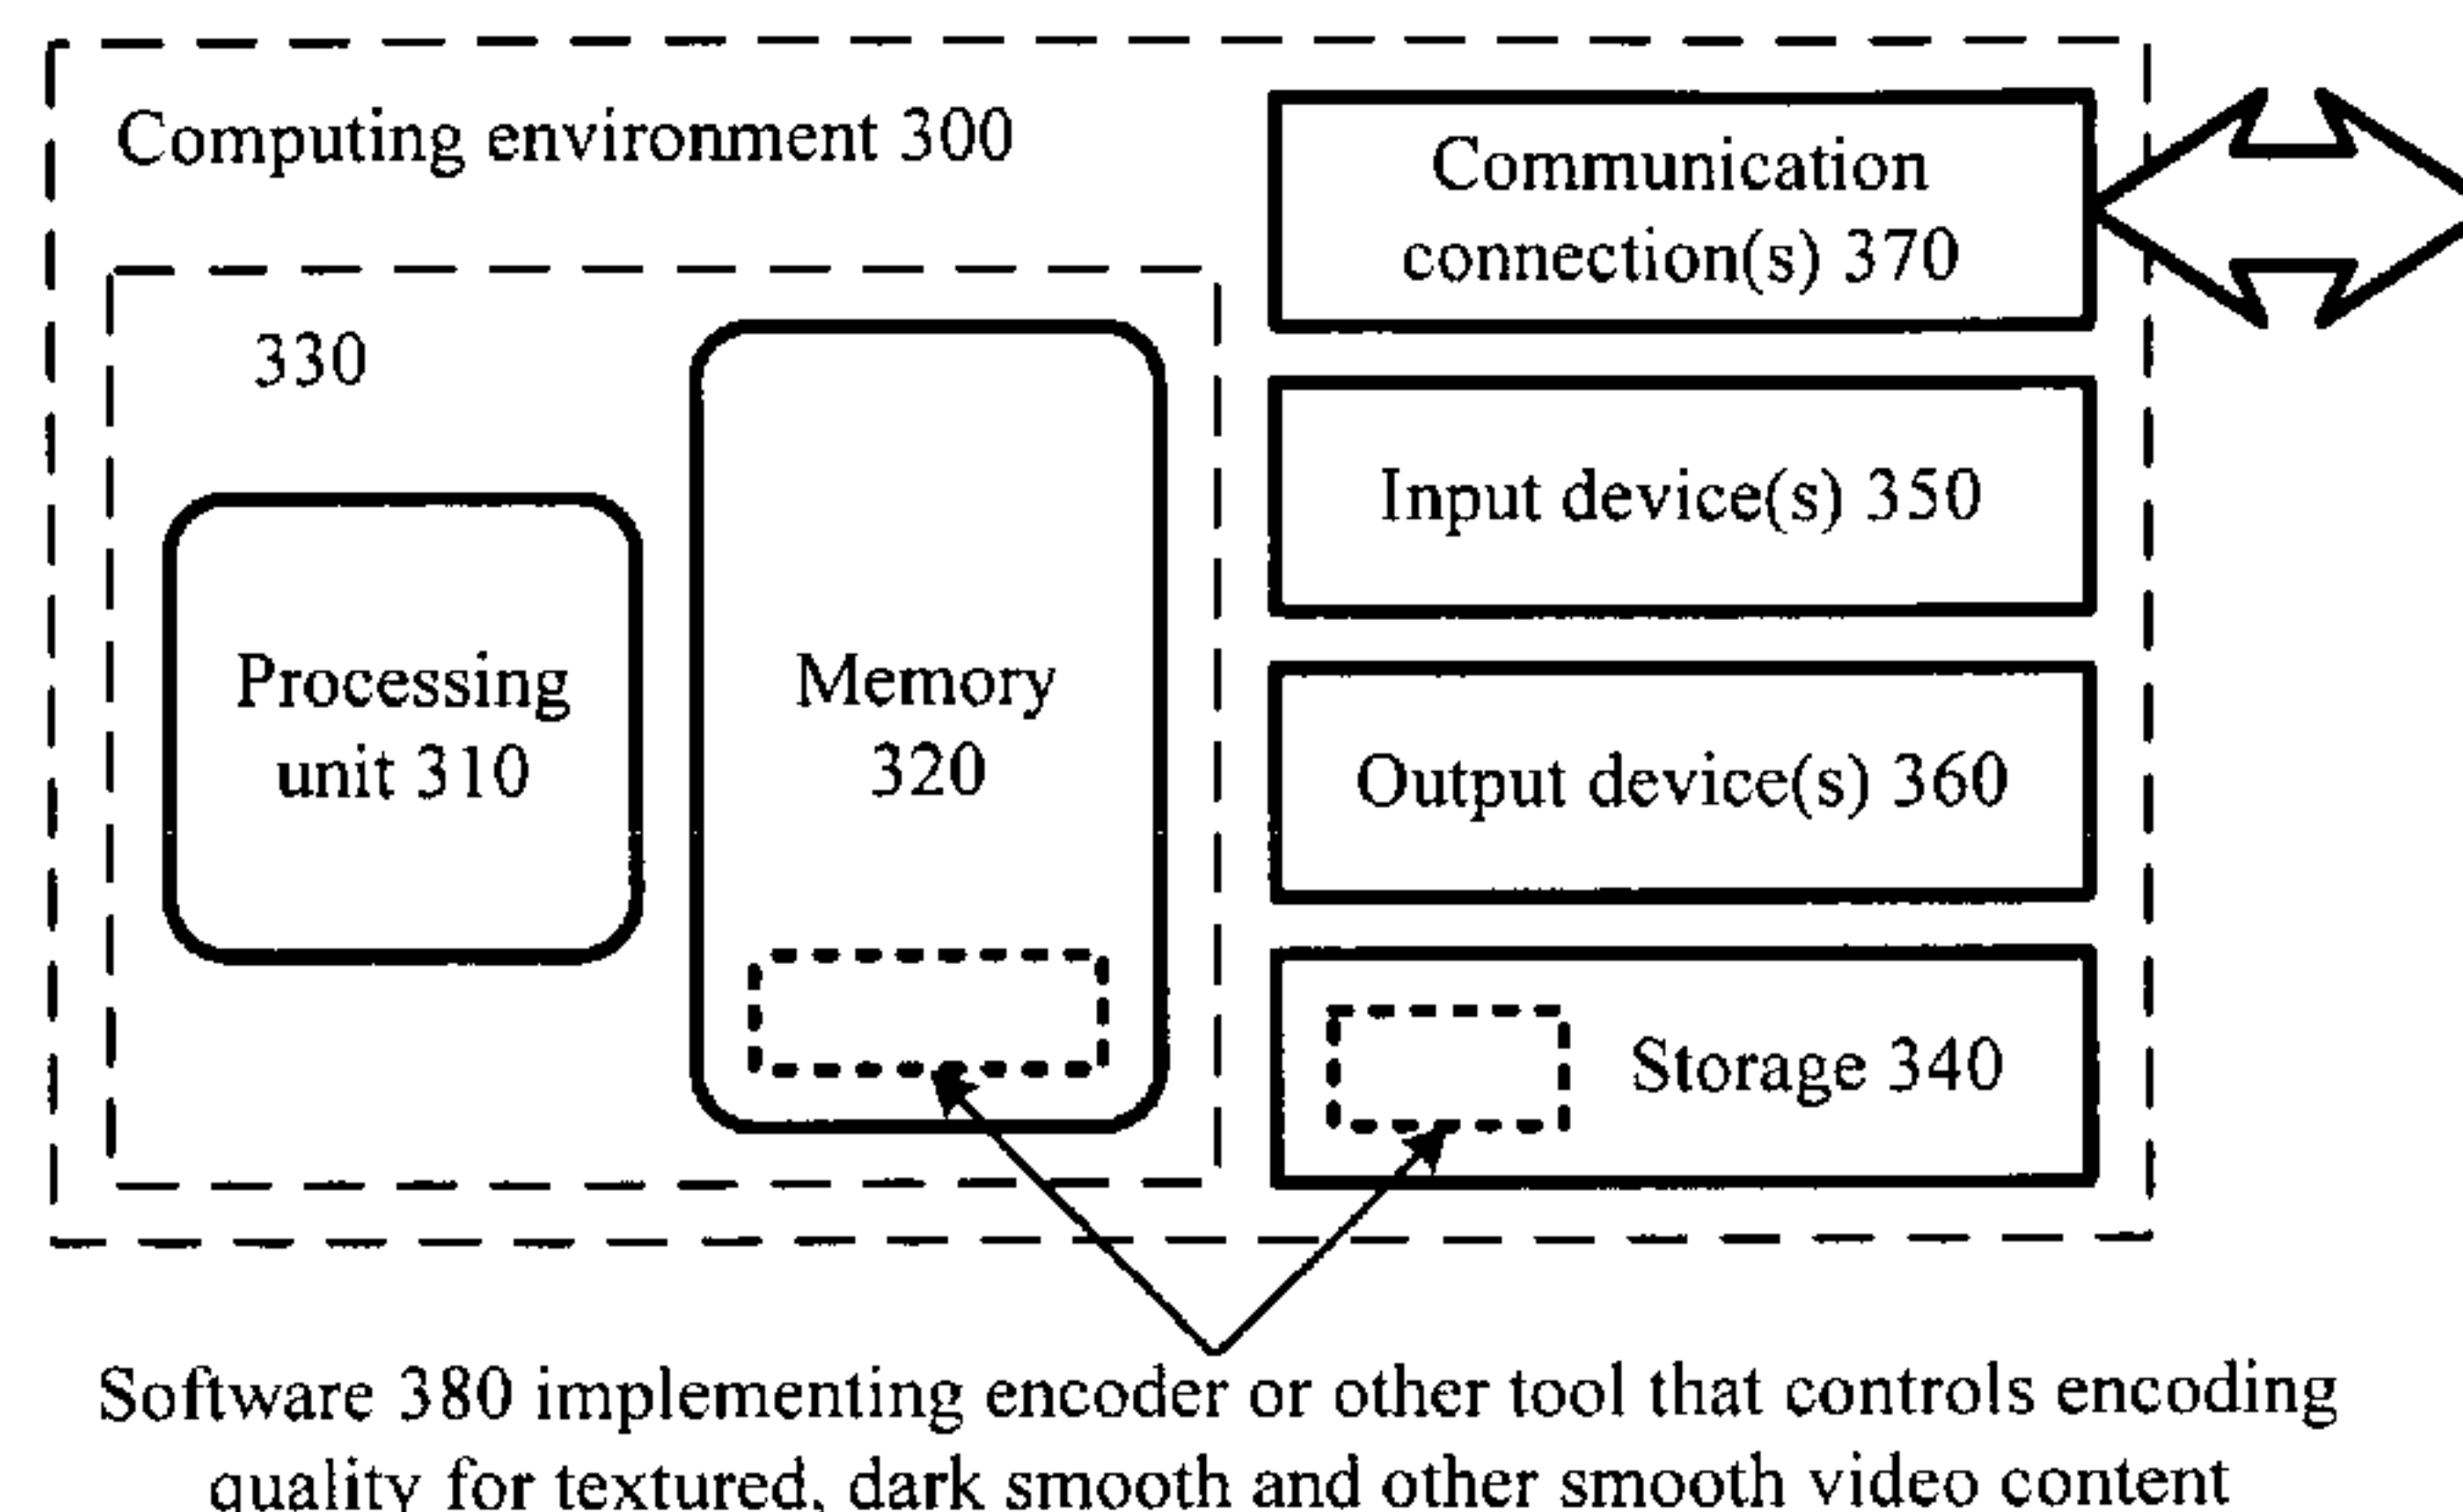 Computing environment 300
Communication
connection(s) 370
330
Input device(s) 350
Processing
unit 310
Memory
320
Output device(s) 360
Storage 340
Software 380 implementing encoder or other tool that controls encoding
quality for textured, dark smooth and other smooth video content